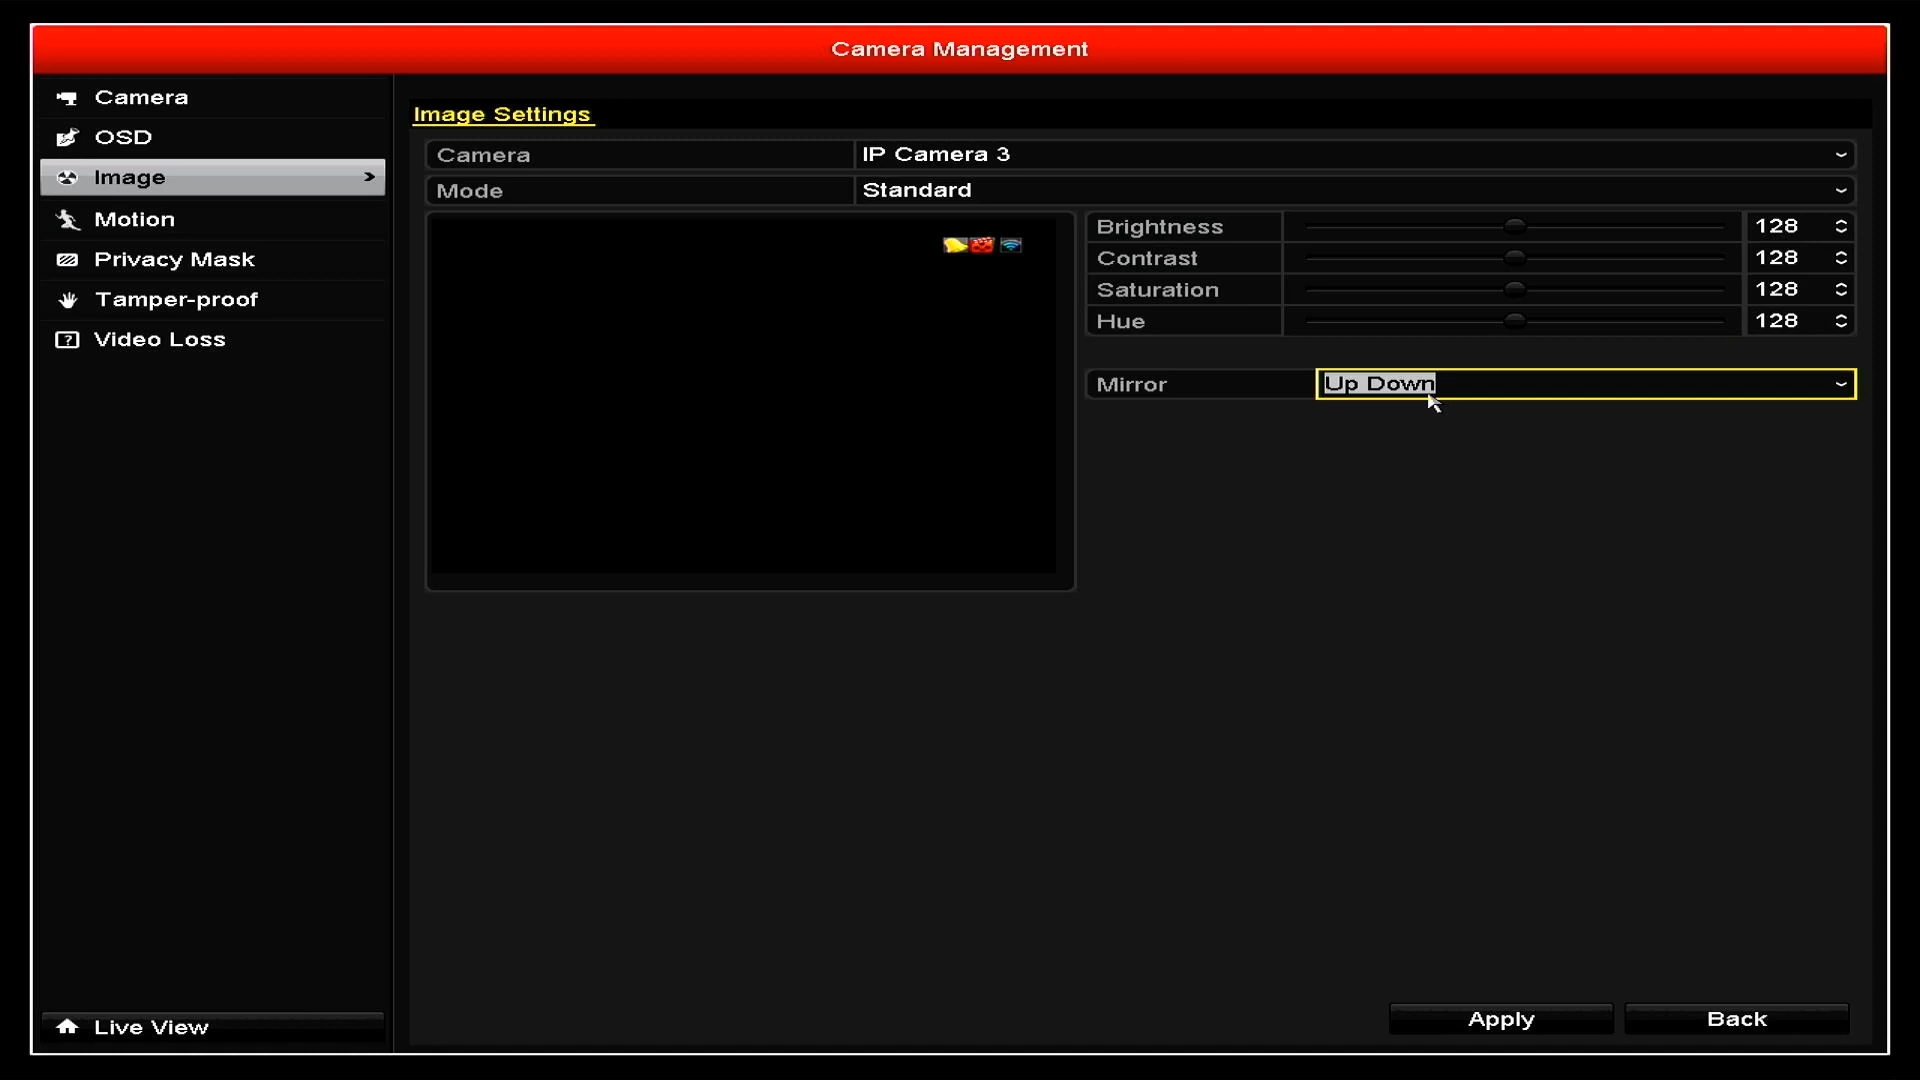 Camera Management
Camera
OSD
Image
Motion
Privacy Mask
Tamper-proof
Video Loss
Live View
Image Settings
Camera IP Camera 3
Mode Standard
Brightness 128
Contrast 128
Saturation 128
Hue 128
Mirror Up Down
Apply Back